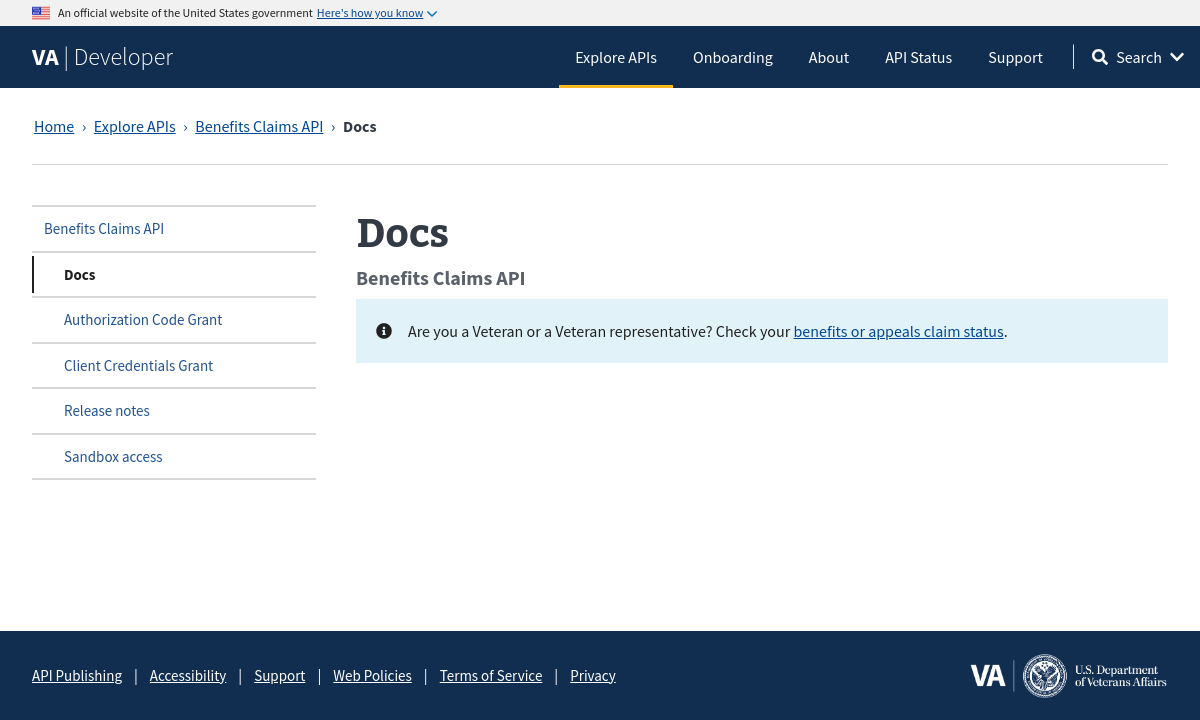 An official website of the United States government Here's how you know
VA | Developer
Explore APIs
Onboarding
About
API Status
Support
Search
Home › Explore APIs › Benefits Claims API › Docs
Benefits Claims API
Docs
Authorization Code Grant
Client Credentials Grant
Release notes
Sandbox access
Docs
Benefits Claims API
Are you a Veteran or a Veteran representative? Check your benefits or appeals claim status.
API Publishing | Accessibility | Support | Web Policies | Terms of Service | Privacy
VA
U.S. Department
of Veterans Affairs